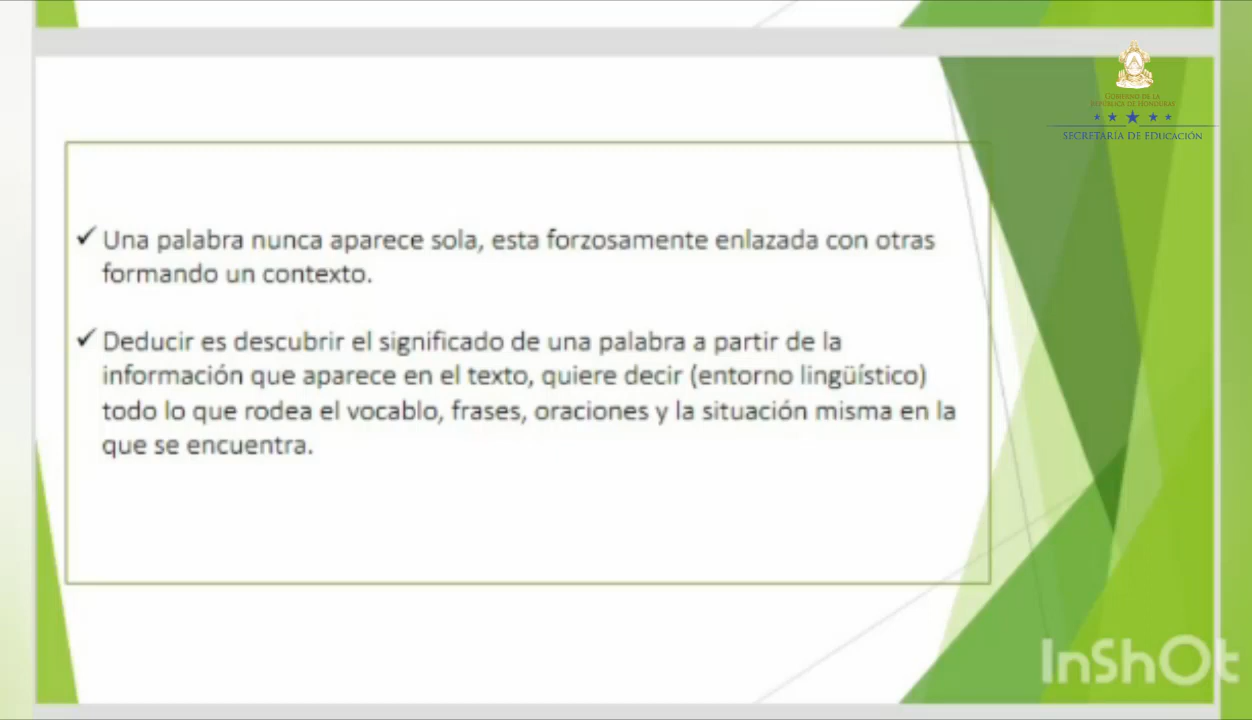 GOBIERNO DE LA
REPÚBLICA DE HONDURAS
SECRETARÍA DE EDUCACIÓN
✓ Una palabra nunca aparece sola, esta forzosamente enlazada con otras
formando un contexto.
✓ Deducir es descubrir el significado de una palabra a partir de la
información que aparece en el texto, quiere decir (entorno lingüístico)
todo lo que rodea el vocablo, frases, oraciones y la situación misma en la
que se encuentra.
InShOt